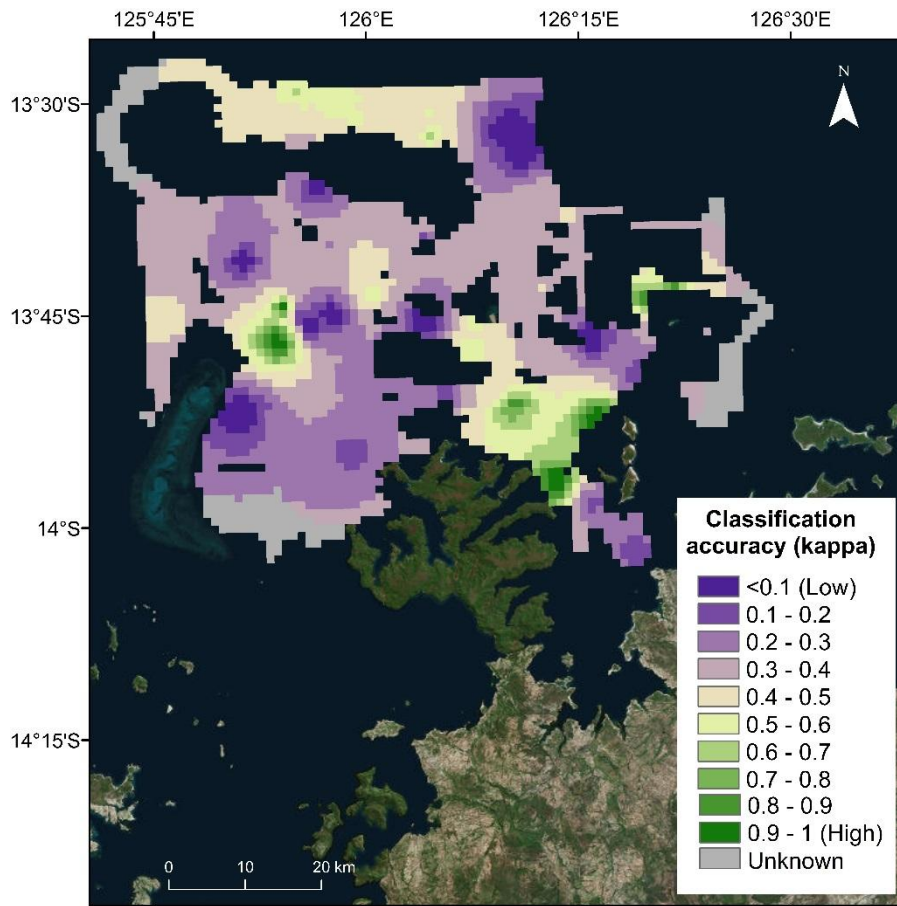 125°45'E 126°E 126°15'E 126°30'E
N
13°30'S
13°45'S
14°S
14°15'S
Classification
accuracy (kappa)
<0.1 (Low)
0.1 - 0.2
0.2 - 0.3
0.3 - 0.4
0.4 - 0.5
0.5 - 0.6
0.6 - 0.7
0.7 - 0.8
0.8 - 0.9
0.9 - 1 (High)
Unknown
0 10 20 km